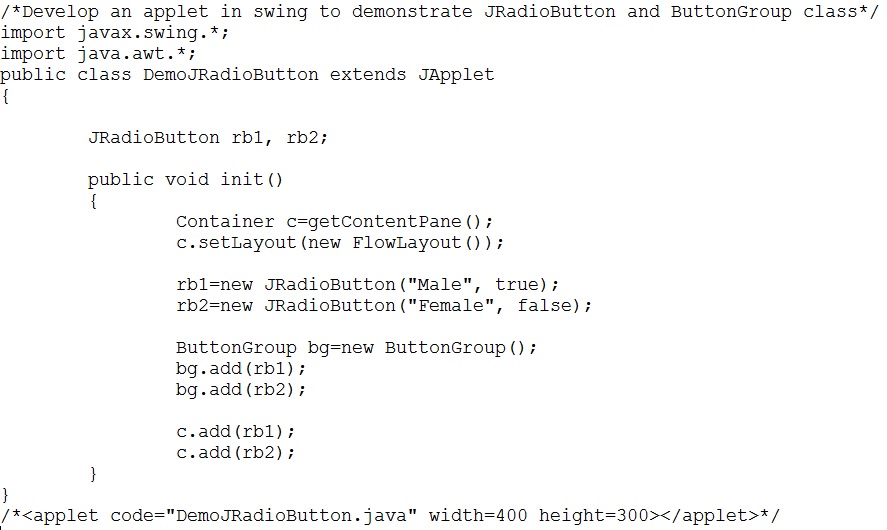 /*Develop an applet in swing to demonstrate JRadioButton and ButtonGroup class*/
import javax.swing.*;
import java.awt.*;
public class DemoJRadioButton extends JApplet
{
JRadioButton rb1, rb2;
public void init()
{
Container c=getContentPane();
c.setLayout(new FlowLayout());
rb1=new JRadioButton("Male", true);
rb2=new JRadioButton("Female", false);
ButtonGroup bg=new ButtonGroup();
bg.add(rb1);
bg.add(rb2);
c.add(rb1);
c.add(rb2);
}
}
/*<applet code="DemoJRadioButton.java" width=400 height=300></applet>*/